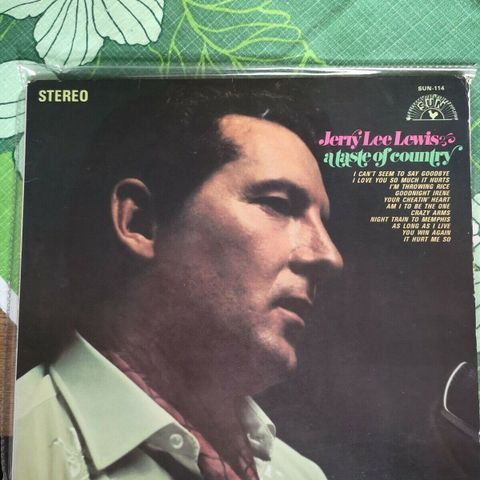 STEREO
SUN-114
SUN
Jerry Lee Lewis
a taste of country
I CAN'T SEEM TO SAY GOODBYE
I LOVE YOU SO MUCH IT HURTS
I'M THROWING RICE
GOODNIGHT IRENE
YOUR CHEATIN' HEART
AM I TO BE THE ONE
CRAZY ARMS
NIGHT TRAIN TO MEMPHIS
AS LONG AS I LIVE
YOU WIN AGAIN
IT HURT ME SO